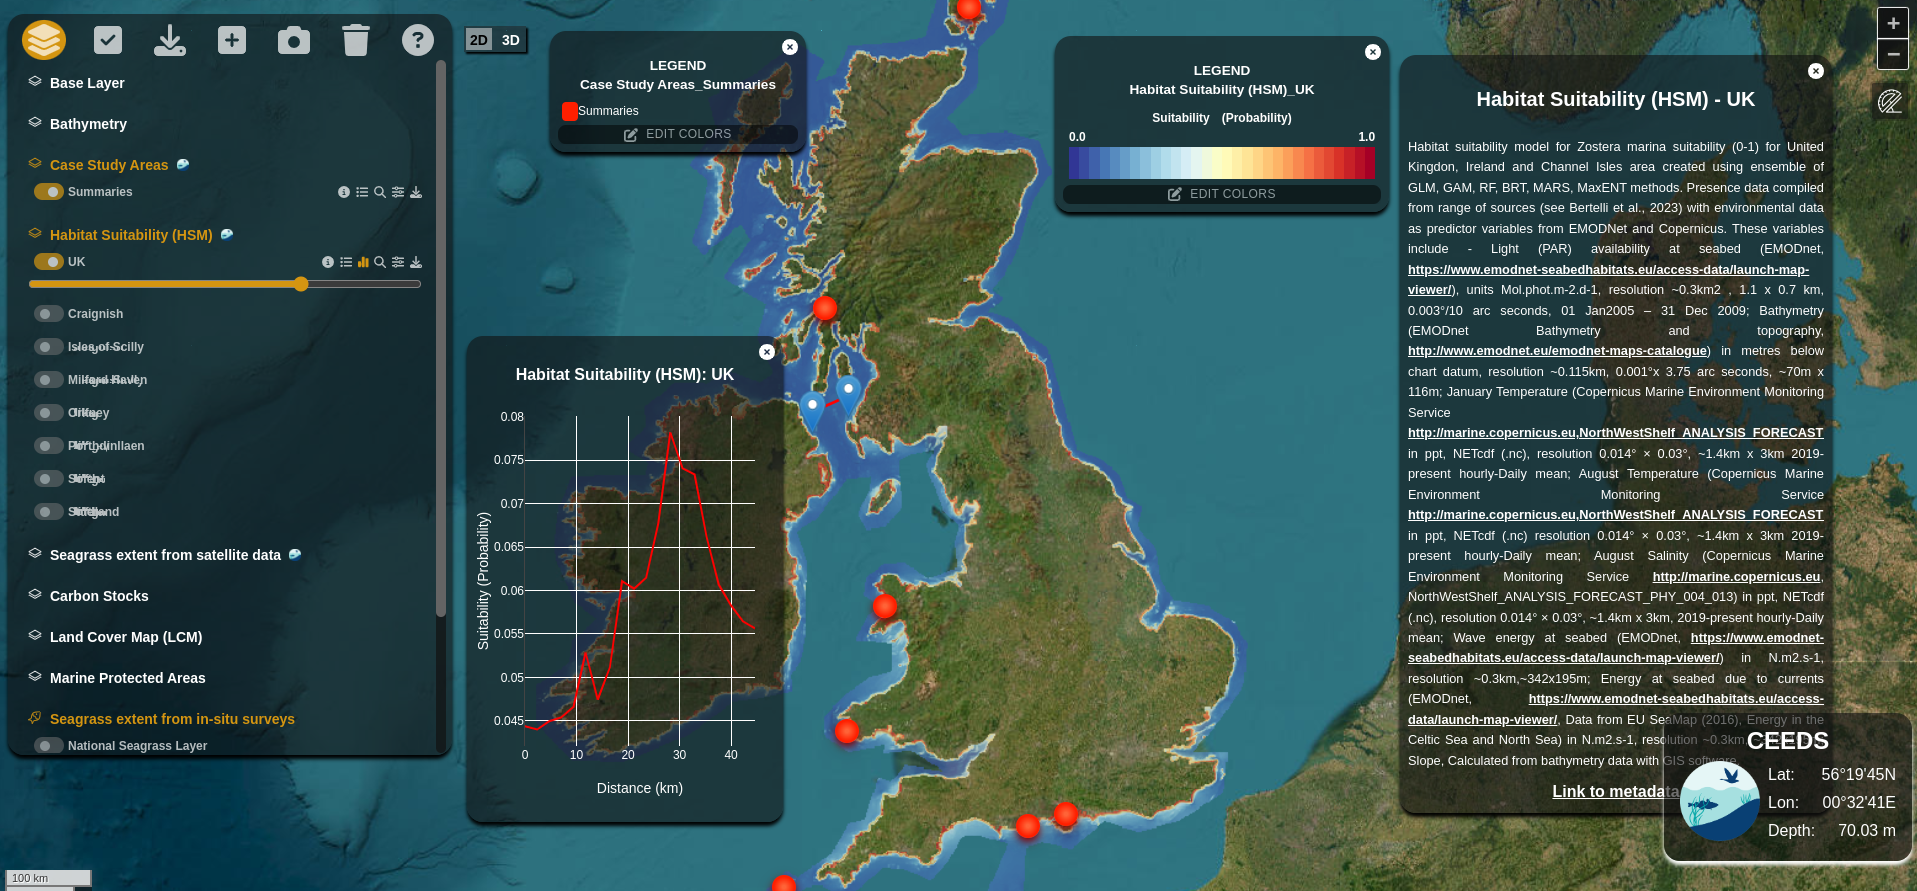 2D 3D
Base Layer
Bathymetry
Case Study Areas
Summaries
Habitat Suitability (HSM)
UK
Craignish
Isles of Scilly
Milford Haven
Orkney
Porthdinllaen
Solent
Seagrass extent from satellite data
Carbon Stocks
Land Cover Map (LCM)
Marine Protected Areas
Seagrass extent from in-situ surveys
National Seagrass Layer
100 km
LEGEND
Case Study Areas_Summaries
Summaries
EDIT COLORS
LEGEND
Habitat Suitability (HSM)_UK
Suitability (Probability)
0.0 1.0
EDIT COLORS
Habitat Suitability (HSM): UK
0.08
0.075
0.07
0.065
0.06
0.055
0.05
0.045
Suitability (Probability)
0 10 20 30 40
Distance (km)
Habitat Suitability (HSM) - UK
Habitat suitability model for Zostera marina suitability (0-1) for United
Kingdon, Ireland and Channel Isles area created using ensemble of
GLM, GAM, RF, BRT, MARS, MaxENT methods. Presence data compiled
from range of sources (see Bertelli et al., 2023) with environmental data
as predictor variables from EMODNet and Copernicus. These variables
include - Light (PAR) availability at seabed (EMODnet,
https://www.emodnet-seabedhabitats.eu/access-data/launch-map-
viewer/), units Mol.phot.m-2.d-1, resolution ~0.3km2 , 1.1 x 0.7 km,
0.003°/10 arc seconds, 01 Jan2005 – 31 Dec 2009; Bathymetry
(EMODnet Bathymetry and topography,
http://www.emodnet.eu/emodnet-maps-catalogue) in metres below
chart datum, resolution ~0.115km, 0.001°x 3.75 arc seconds, ~70m x
116m; January Temperature (Copernicus Marine Environment Monitoring
Service
http://marine.copernicus.eu,NorthWestShelf_ANALYSIS_FORECAST
in ppt, NETcdf (.nc), resolution 0.014° × 0.03°, ~1.4km x 3km 2019-
present hourly-Daily mean; August Temperature (Copernicus Marine
Environment Monitoring Service
http://marine.copernicus.eu,NorthWestShelf_ANALYSIS_FORECAST
in ppt, NETcdf (.nc) resolution 0.014° × 0.03°, ~1.4km x 3km 2019-
present hourly-Daily mean; August Salinity (Copernicus Marine
Environment Monitoring Service http://marine.copernicus.eu,
NorthWestShelf_ANALYSIS_FORECAST_PHY_004_013) in ppt, NETcdf
(.nc), resolution 0.014° × 0.03°, ~1.4km x 3km, 2019-present hourly-Daily
mean; Wave energy at seabed (EMODnet, https://www.emodnet-
seabedhabitats.eu/access-data/launch-map-viewer/) in N.m2.s-1,
resolution ~0.3km,~342x195m; Energy at seabed due to currents
(EMODnet, https://www.emodnet-seabedhabitats.eu/access-
data/launch-map-viewer/, Data from EU SeaMap (2016), Energy in the
Celtic Sea and North Sea) in N.m2.s-1, resolution ~0.3km,
Slope, Calculated from bathymetry data with GIS software.
Link to metadata
CEEDS
Lat: 56°19'45N
Lon: 00°32'41E
Depth: 70.03 m